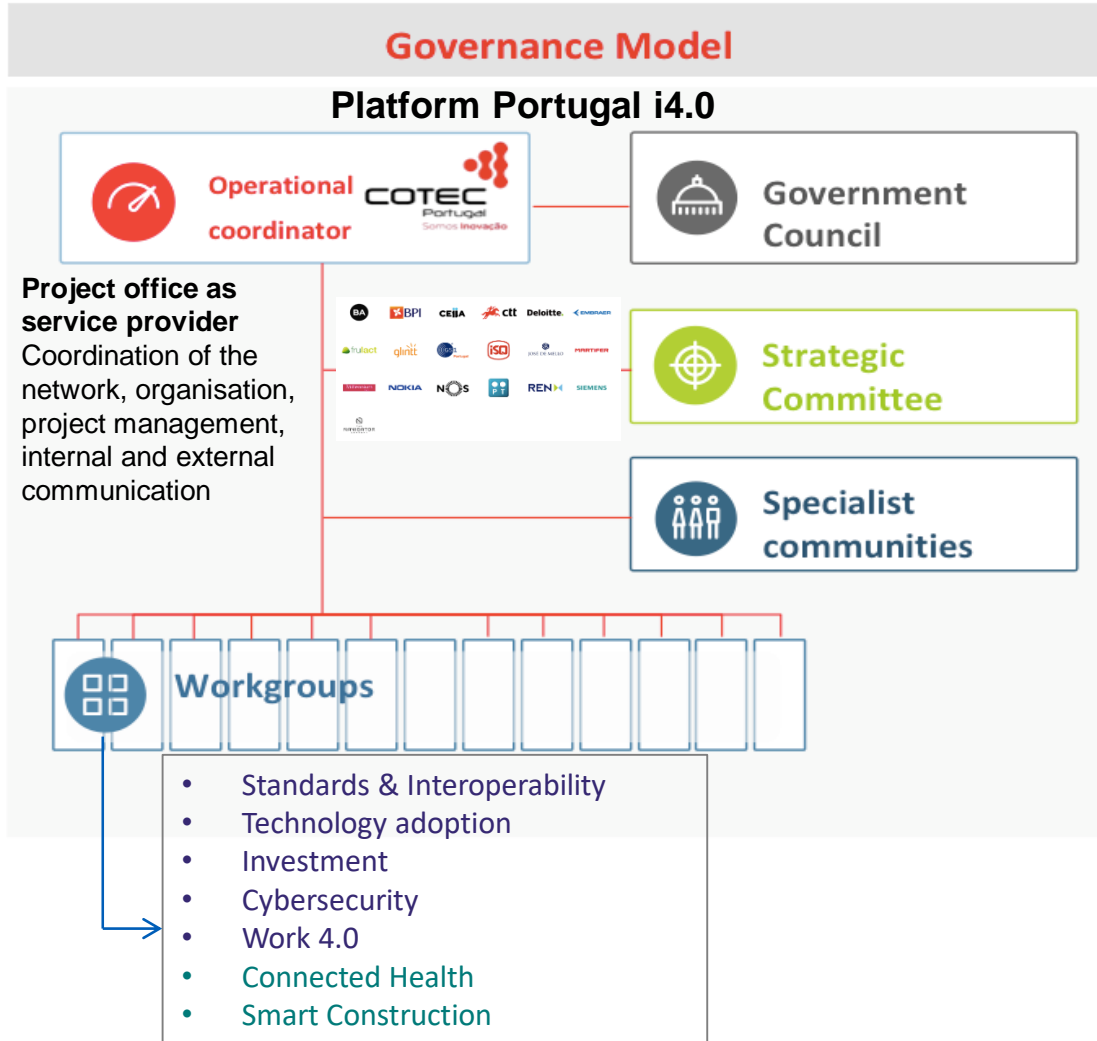 Governance Model
Platform Portugal i4.0
Operational
coordinator
COTEC
Portugal
Somos Inovação
Government
Council
Project office as
service provider
Coordination of the
network, organisation,
project management,
internal and external
communication
BA BPI CEiiA ctt Deloitte. EMBRAER
frulact glintt GS1 Portugal ISQ JOSÉ DE MELLO MARTIFER
NOKIA NOS PT REN SIEMENS
Strategic
Committee
Specialist
communities
Workgroups
• Standards & Interoperability
• Technology adoption
• Investment
• Cybersecurity
• Work 4.0
• Connected Health
• Smart Construction